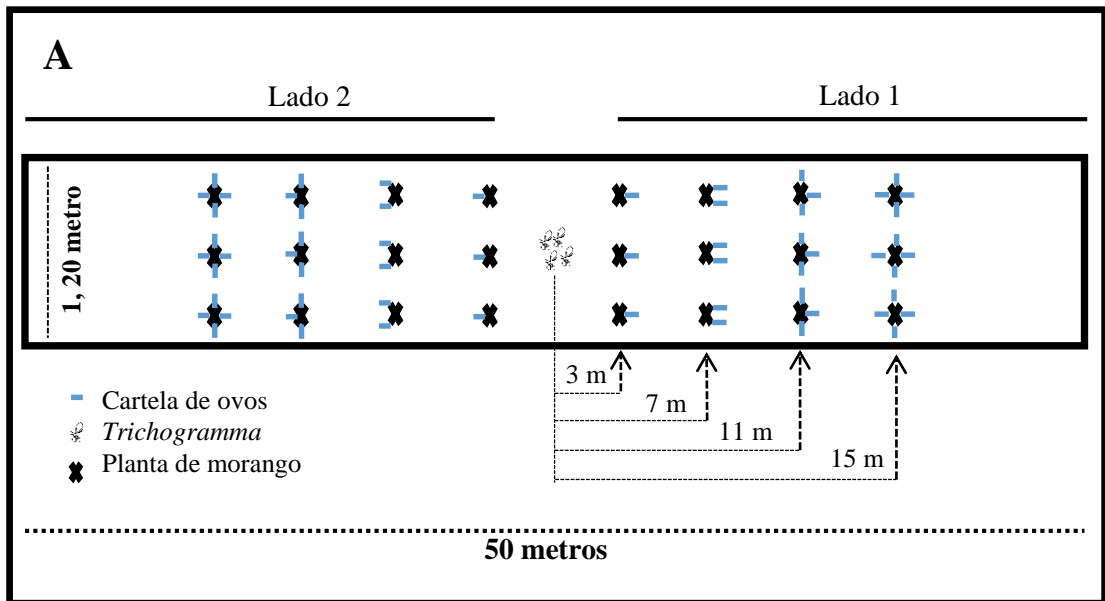 A
Lado 2
Lado 1
1, 20 metro
3 m
7 m
11 m
15 m
Cartela de ovos
Trichogramma
Planta de morango
50 metros